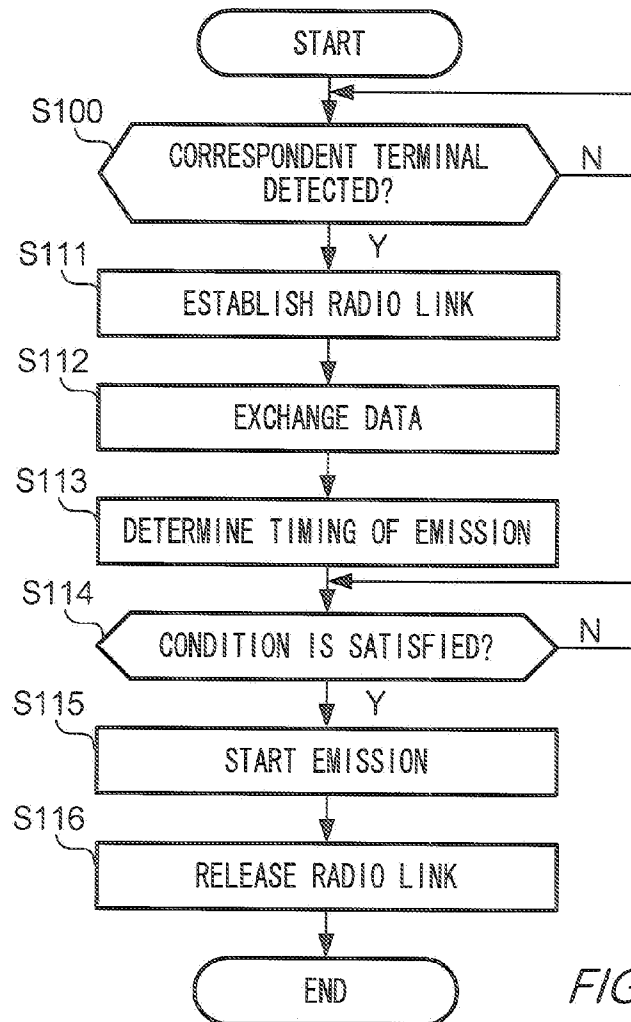 START
S100
CORRESPONDENT TERMINAL
DETECTED?
N
Y
S111
ESTABLISH RADIO LINK
S112
EXCHANGE DATA
S113
DETERMINE TIMING OF EMISSION
S114
CONDITION IS SATISFIED?
N
Y
S115
START EMISSION
S116
RELEASE RADIO LINK
END
FIG